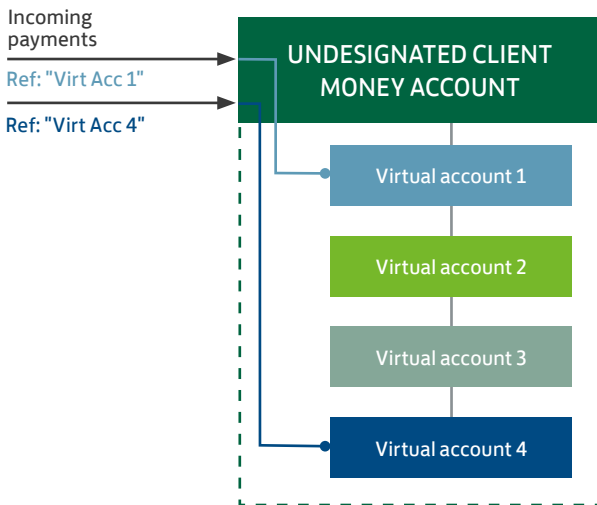 Incoming
payments
Ref: "Virt Acc 1"
Ref: "Virt Acc 4"
UNDESIGNATED CLIENT
MONEY ACCOUNT
Virtual account 1
Virtual account 2
Virtual account 3
Virtual account 4